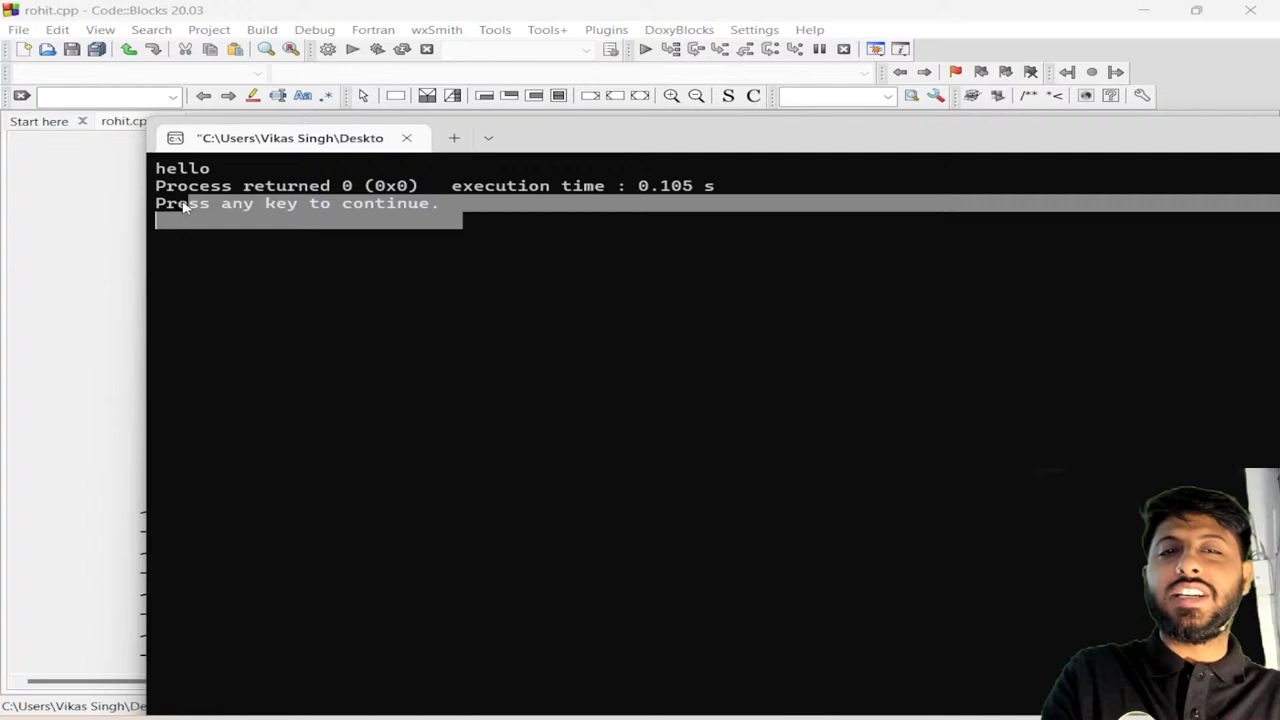 rohit.cpp - Code::Blocks 20.03
File Edit View Search Project Build Debug Fortran wxSmith Tools Tools+ Plugins DoxyBlocks Settings Help
Start here rohit.cp
"C:\Users\Vikas Singh\Deskto
hello
Process returned 0 (0x0) execution time : 0.105 s
Press any key to continue.
C:\Users\Vikas Singh\De